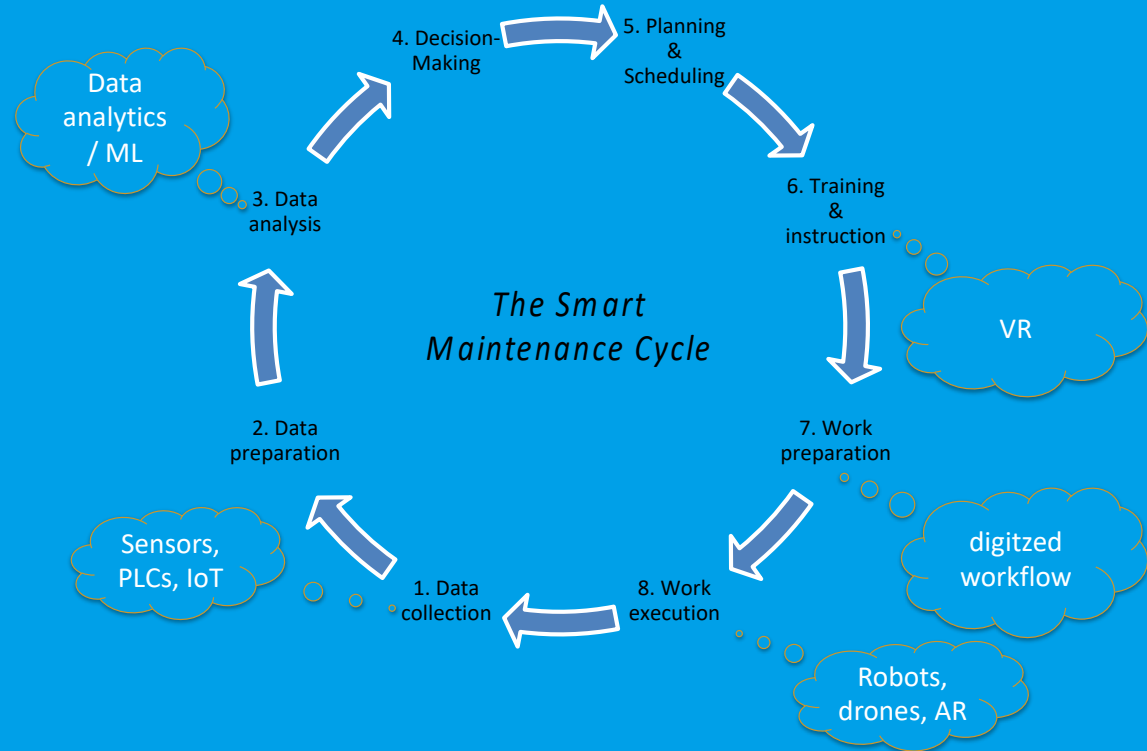 4. Decision-
Making
5. Planning
&
Scheduling
Data
analytics
/ ML
3. Data
analysis
6. Training
&
instruction
The Smart
Maintenance Cycle
VR
2. Data
preparation
7. Work
preparation
Sensors,
PLCs, IoT
digitzed
workflow
1. Data
collection
8. Work
execution
Robots,
drones, AR